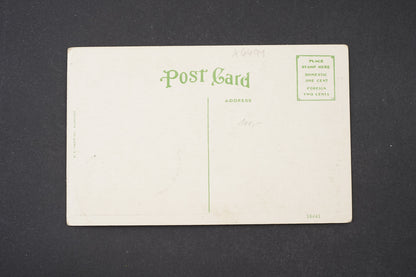 Post Card
PLACE
STAMP HERE
DOMESTIC
ONE CENT
FOREIGN
TWO CENTS
ADDRESS